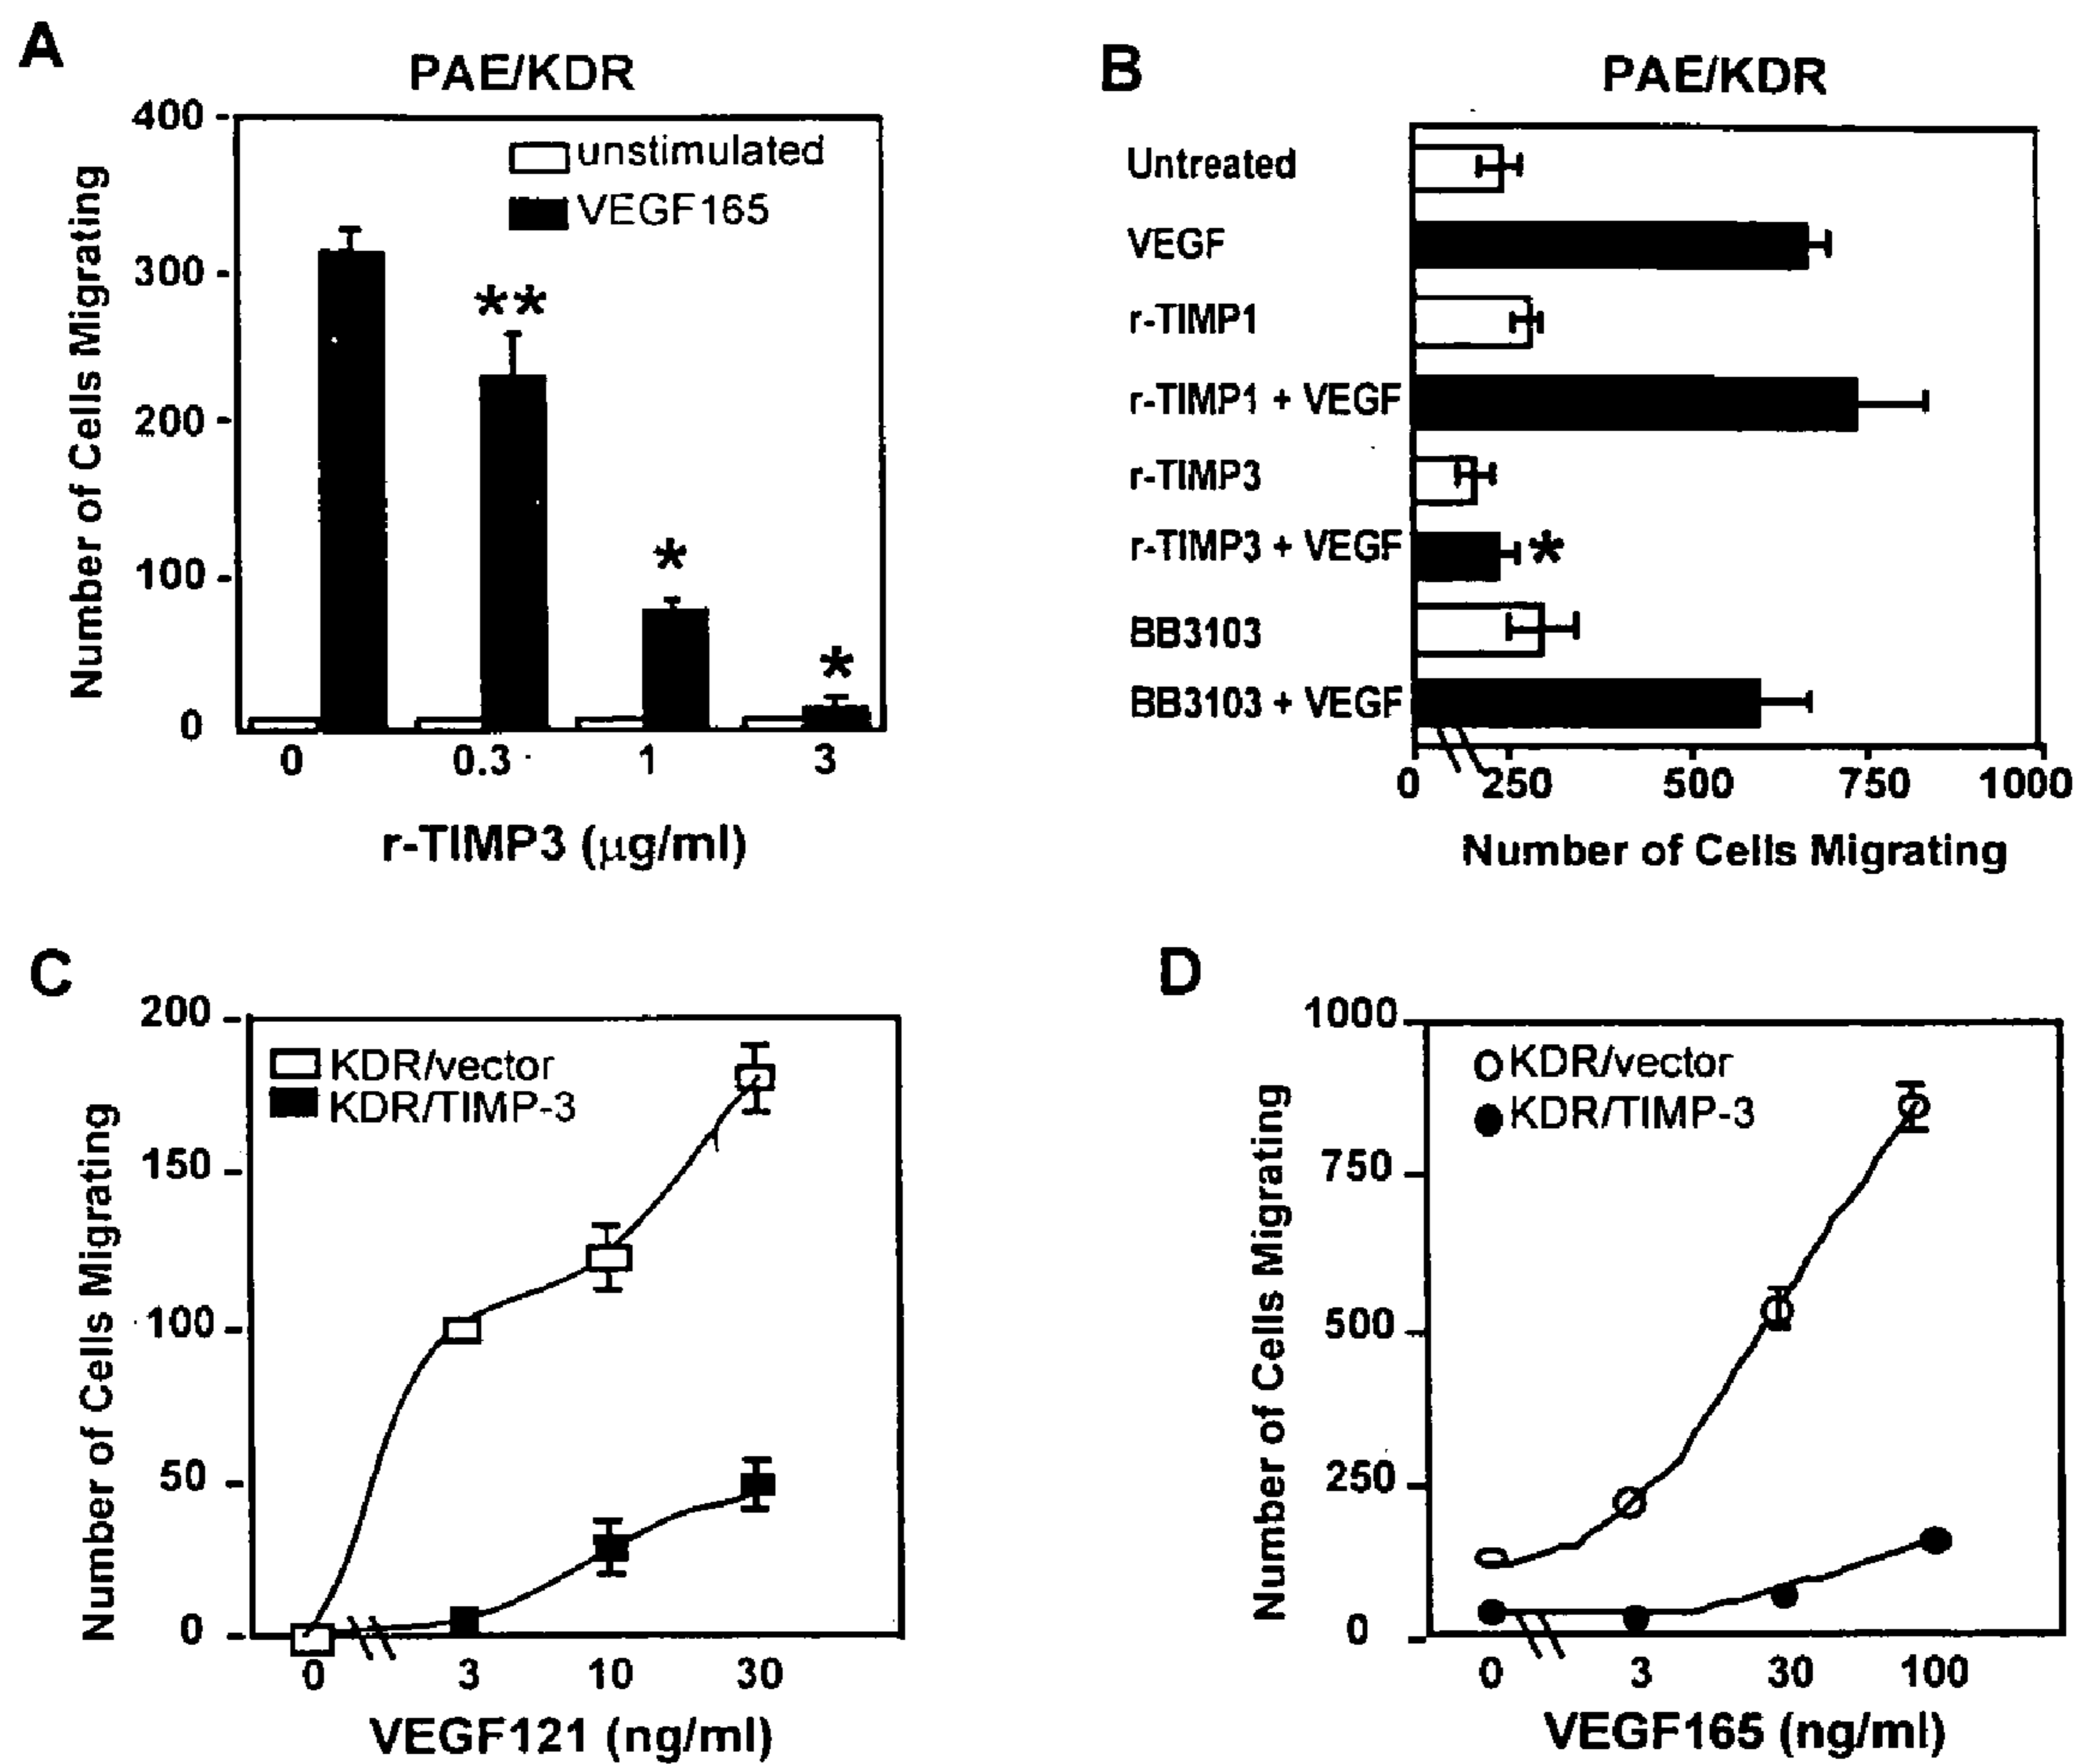 A
PAE/KDR
400
300
200
100
0
Number of Cells Migrating
unstimulated
VEGF165
**
*
*
0 0.3 1 3
r-TIMP3 (μg/ml)
B
PAE/KDR
Untreated
VEGF
r-TIMP1
r-TIMP1 + VEGF
r-TIMP3
r-TIMP3 + VEGF *
BB3103
BB3103 + VEGF
0 250 500 750 1000
Number of Cells Migrating
C
200
150
100
50
0
Number of Cells Migrating
KDR/vector
KDR/TIMP-3
0 3 10 30
VEGF121 (ng/ml)
D
1000
750
500
250
0
Number of Cells Migrating
KDR/vector
KDR/TIMP-3
0 3 30 100
VEGF165 (ng/ml)